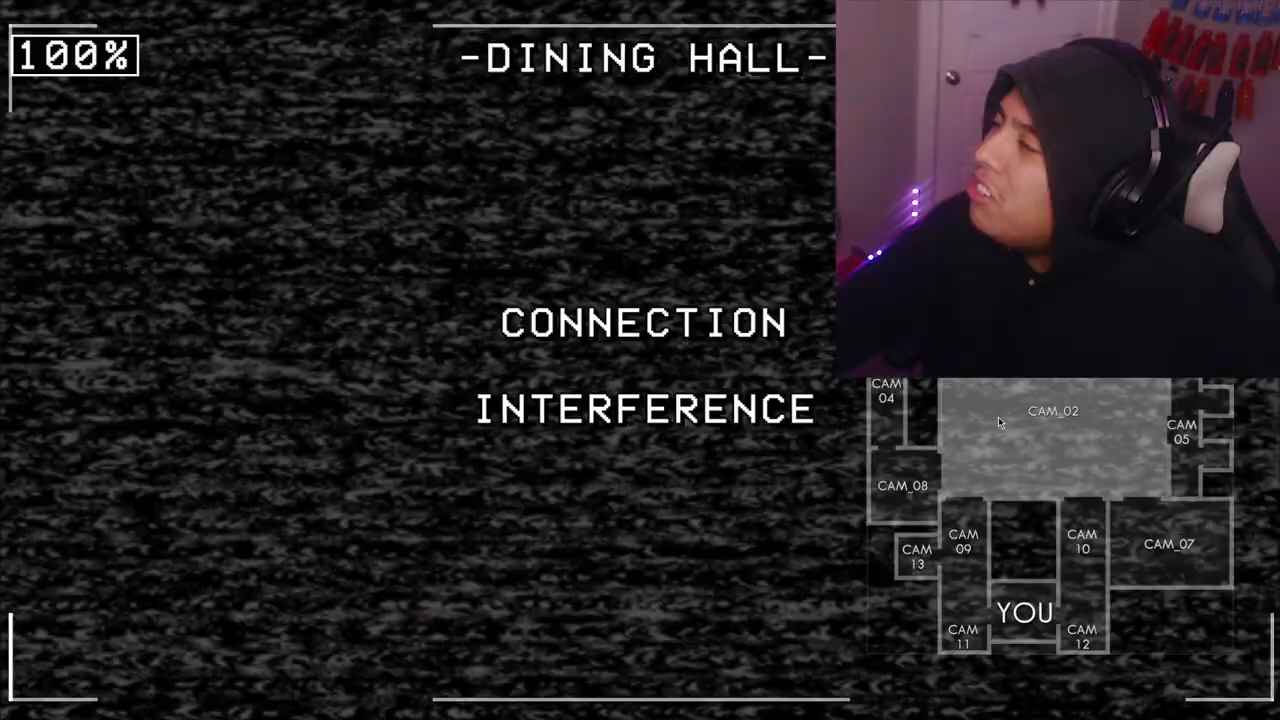 100%
-DINING HALL-
CONNECTION
INTERFERENCE
CAM
04
CAM_02
CAM
05
CAM_08
CAM
09
CAM
10
CAM_07
CAM
13
YOU
CAM
11
CAM
12